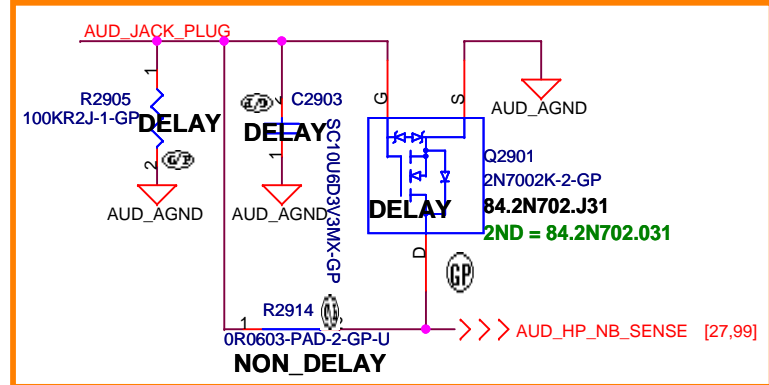 AUD_JACK_PLUG
1
R2905
100KR2J-1-GP
DELAY
2
AUD_AGND
2
C2903
DELAY
SC10U6D3V3MX-GP
1
AUD_AGND
G
S
AUD_AGND
Q2901
2N7002K-2-GP
DELAY
84.2N702.J31
2ND = 84.2N702.031
D
GP
R2914
1
0R0603-PAD-2-GP-U
NON_DELAY
AUD_HP_NB_SENSE [27,99]